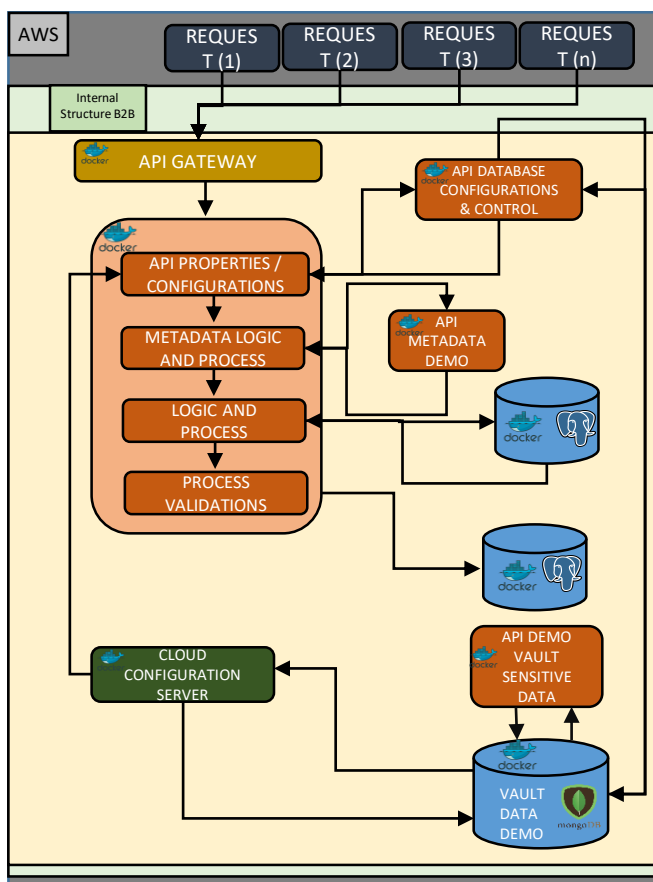 AWS
REQUES
T (1)
REQUES
T (2)
REQUES
T (3)
REQUES
T (n)
Internal
Structure B2B
docker
API GATEWAY
docker
API DATABASE
CONFIGURATIONS
& CONTROL
docker
API PROPERTIES /
CONFIGURATIONS
METADATA LOGIC
AND PROCESS
docker
API
METADATA
DEMO
LOGIC AND
PROCESS
docker
PROCESS
VALIDATIONS
docker
docker
CLOUD
CONFIGURATION
SERVER
docker
API DEMO
VAULT
SENSITIVE
DATA
docker
VAULT
DATA
DEMO
mongoDB